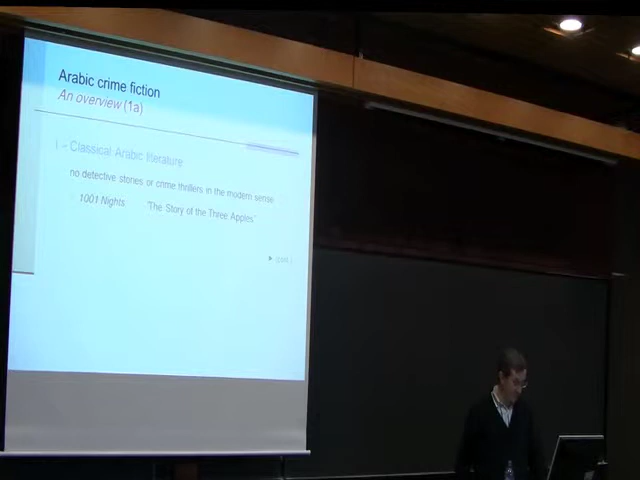 Arabic crime fiction
An overview (1a)
I - Classical Arabic literature
no detective stories or crime thrillers in the modern sense
1001 Nights "The Story of the Three Apples"